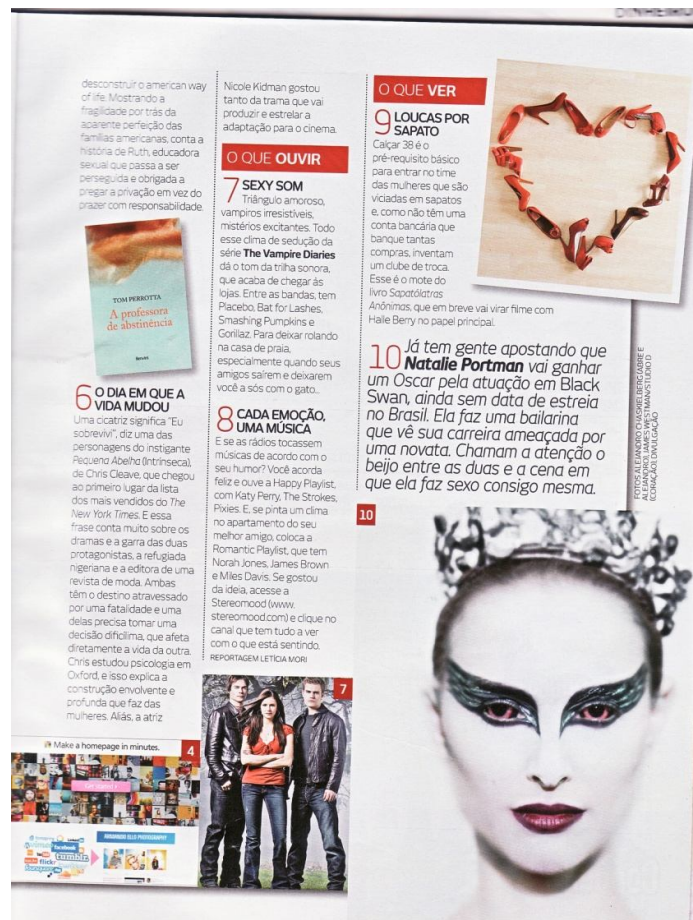 desconstruir o american way
of life. Mostrando a
fragilidade por trás da
aparente perfeição das
famílias americanas, conta a
história de Ruth, educadora
sexual que passa a ser
perseguida e obrigada a
pregar a privação em vez do
prazer com responsabilidade.
TOM PERROTTA
A professora
de abstinência
6 O DIA EM QUE A
VIDA MUDOU
Uma cicatriz significa "Eu
sobrevivi", diz uma das
personagens do instigante
Pequena Abelha (Intrínseca),
de Chris Cleave, que chegou
ao primeiro lugar da lista
dos mais vendidos do The
New York Times. E essa
frase conta muito sobre os
dramas e a garra das duas
protagonistas, a refugiada
nigeriana e a editora de uma
revista de moda. Ambas
têm o destino atravessado
por uma fatalidade e uma
delas precisa tomar uma
decisão dificílima, que afeta
diretamente a vida da outra.
Chris estudou psicologia em
Oxford, e isso explica a
construção envolvente e
profunda que faz das
mulheres. Aliás, a atriz
Nicole Kidman gostou
tanto da trama que vai
produzir e estrelar a
adaptação para o cinema.
O QUE OUVIR
7 SEXY SOM
Triângulo amoroso,
vampiros irresistíveis,
mistérios excitantes. Todo
esse clima de sedução da
série The Vampire Diaries
dá o tom da trilha sonora,
que acaba de chegar às
lojas. Entre as bandas, tem
Placebo, Bat for Lashes,
Smashing Pumpkins e
Gorillaz. Para deixar rolando
na casa de praia,
especialmente quando seus
amigos saírem e deixarem
você a sós com o gato...
8 CADA EMOÇÃO,
UMA MÚSICA
E se as rádios tocassem
músicas de acordo com o
seu humor? Você acorda
feliz e ouve a Happy Playlist,
com Katy Perry, The Strokes,
Pixies. E, se pinta um clima
no apartamento do seu
melhor amigo, coloca a
Romantic Playlist, que tem
Norah Jones, James Brown
e Miles Davis. Se gostou
da ideia, acesse a
Stereomood (www.
stereomood.com) e clique no
canal que tem tudo a ver
com o que está sentindo.
REPORTAGEM LETÍCIA MORI
O QUE VER
9 LOUCAS POR
SAPATO
Calçar 38 é o
pré-requisito básico
para entrar no time
das mulheres que são
viciadas em sapatos
e, como não têm uma
conta bancária que
banque tantas
compras, inventam
um clube de troca.
Esse é o mote do
livro Sapatólatras
Anônimas, que em breve vai virar filme com
Halle Berry no papel principal.
10 Já tem gente apostando que
Natalie Portman vai ganhar
um Oscar pela atuação em Black
Swan, ainda sem data de estreia
no Brasil. Ela faz uma bailarina
que vê sua carreira ameaçada por
uma novata. Chamam a atenção o
beijo entre as duas e a cena em
que ela faz sexo consigo mesma.
FOTOS ALEJANDRO CHASKIELBERG (ABRE E
ALEJANDRO), JAMES WESTMAN/STUDIO D
(CORAÇÃO), DIVULGAÇÃO
10
7
Make a homepage in minutes.
4
facebook
tumblr.
flickr